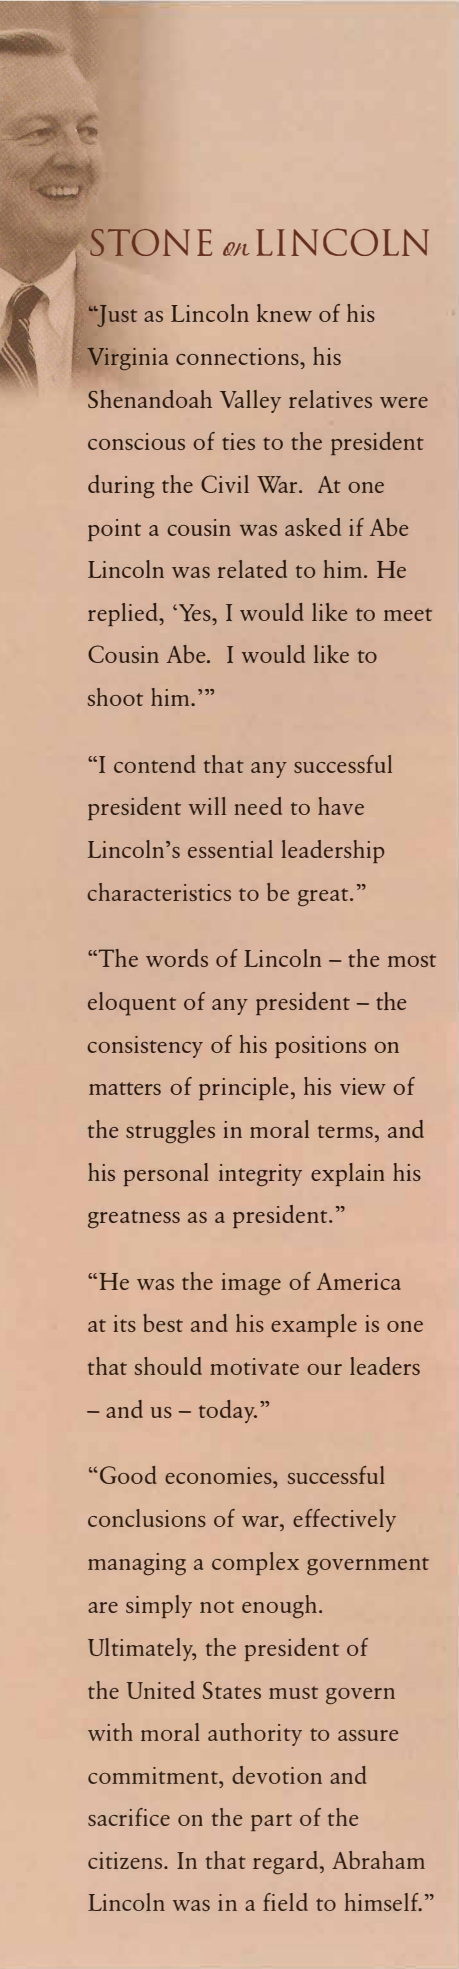 STONE on LINCOLN
“Just as Lincoln knew of his
Virginia connections, his
Shenandoah Valley relatives were
conscious of ties to the president
during the Civil War.  At one
point a cousin was asked if Abe
Lincoln was related to him. He
replied, ‘Yes, I would like to meet
Cousin Abe.  I would like to
shoot him.’”
“I contend that any successful
president will need to have
Lincoln’s essential leadership
characteristics to be great.”
“The words of Lincoln – the most
eloquent of any president – the
consistency of his positions on
matters of principle, his view of
the struggles in moral terms, and
his personal integrity explain his
greatness as a president.”
“He was the image of America
at its best and his example is one
that should motivate our leaders
– and us – today.”
“Good economies, successful
conclusions of war, effectively
managing a complex government
are simply not enough.
Ultimately, the president of
the United States must govern
with moral authority to assure
commitment, devotion and
sacrifice on the part of the
citizens. In that regard, Abraham
Lincoln was in a field to himself.”